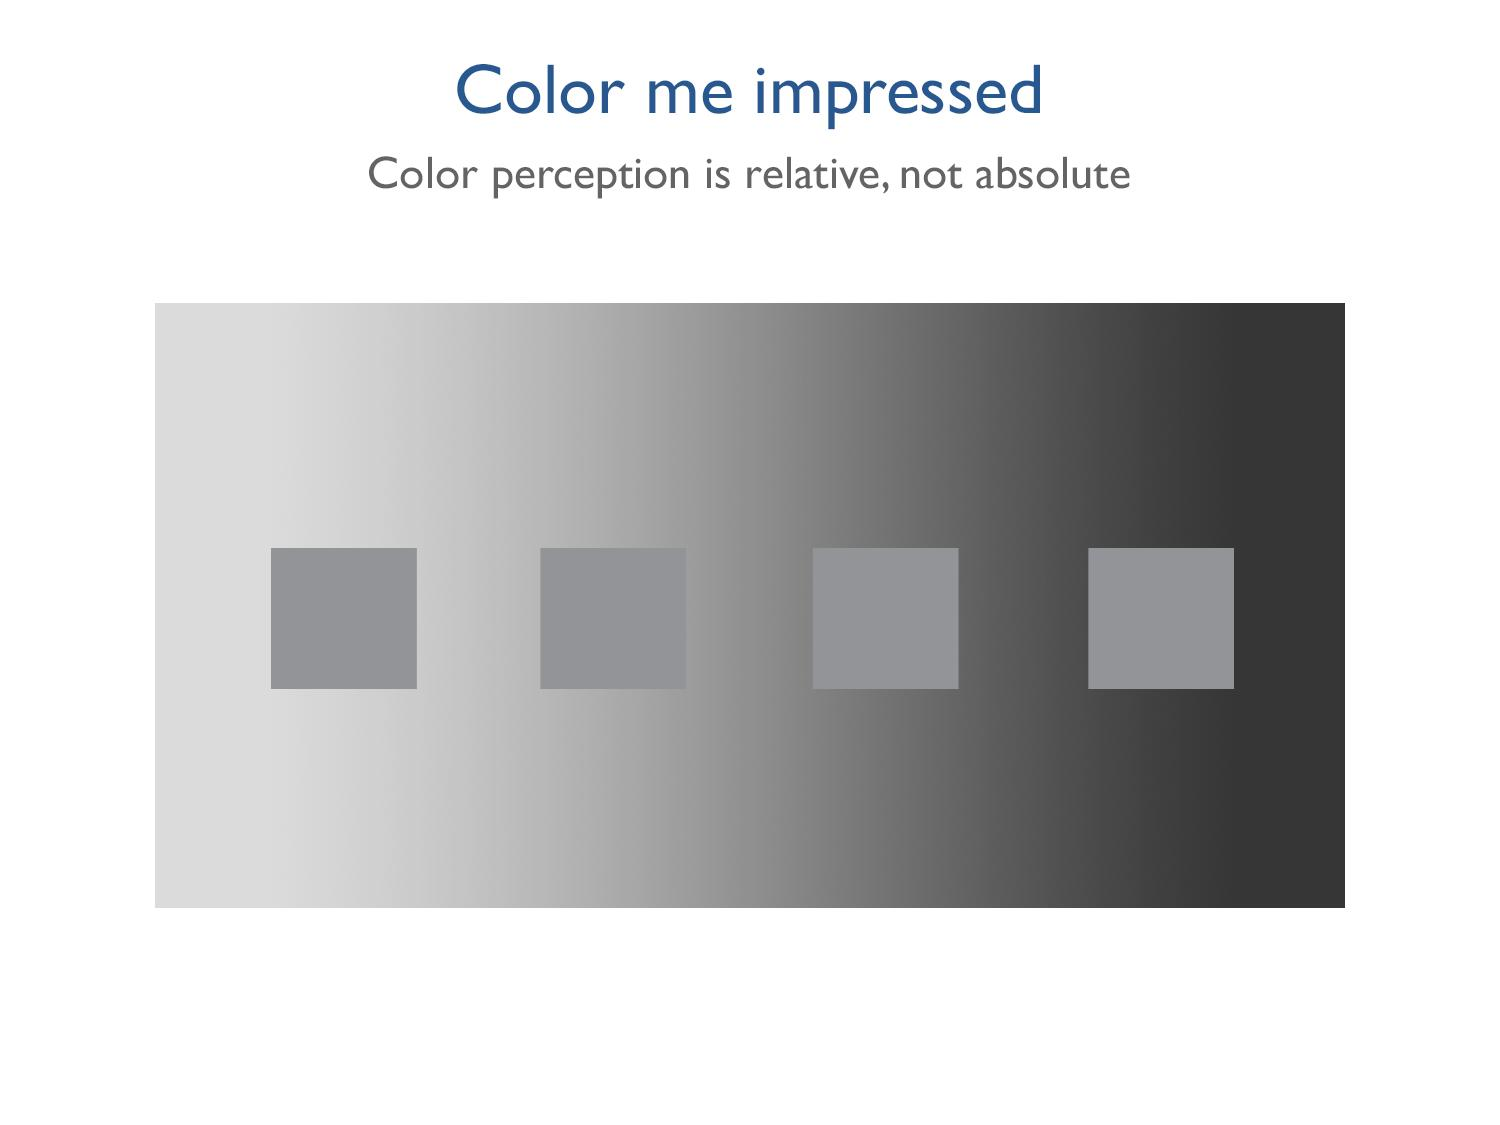 Color me impressed
Color perception is relative, not absolute